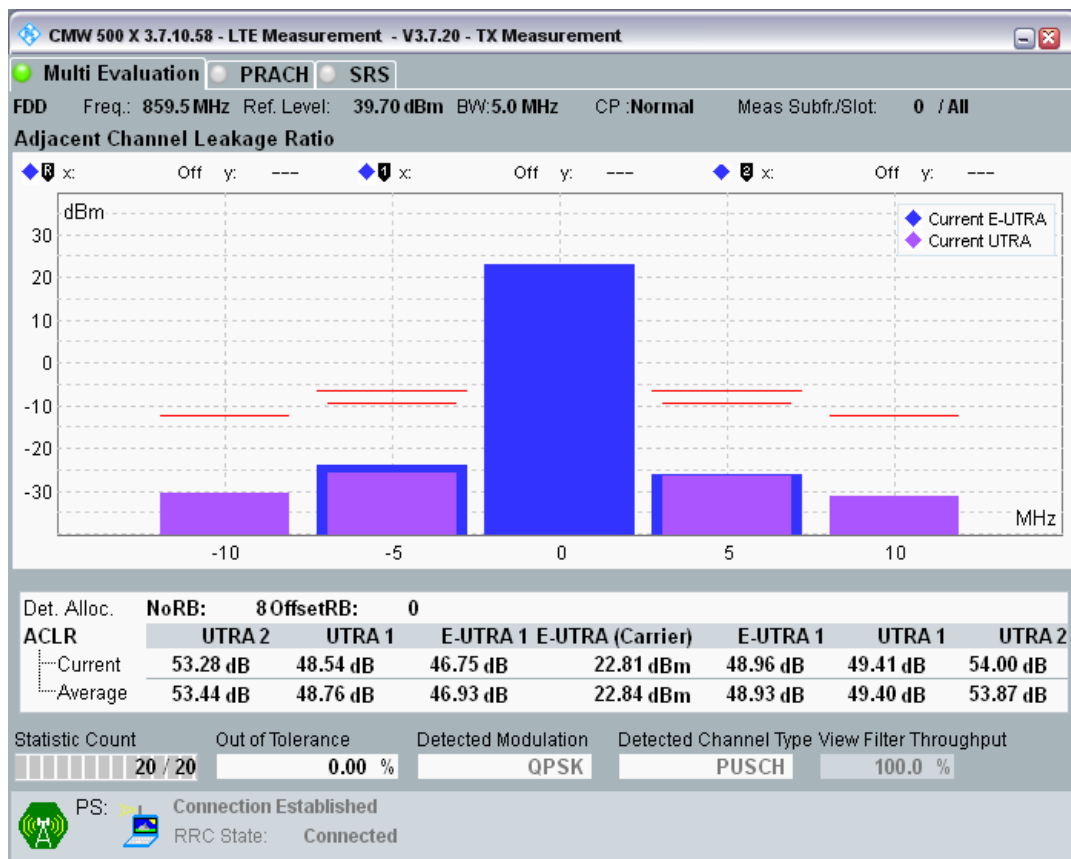 CMW 500 X 3.7.10.58 - LTE Measurement - V3.7.20 - TX Measurement
Multi Evaluation PRACH SRS
FDD Freq.: 859.5 MHz Ref. Level: 39.70 dBm BW:5.0 MHz CP :Normal Meas Subfr./Slot: 0 / All
Adjacent Channel Leakage Ratio
R x: Off y: --- 1 x: Off y: --- 2 x: Off y: ---
dBm
Current E-UTRA
Current UTRA
30
20
10
0
-10
-20
-30
MHz
-10 -5 0 5 10
Det. Alloc. NoRB: 8 OffsetRB: 0
ACLR UTRA 2 UTRA 1 E-UTRA 1 E-UTRA (Carrier) E-UTRA 1 UTRA 1 UTRA 2
Current 53.28 dB 48.54 dB 46.75 dB 22.81 dBm 48.96 dB 49.41 dB 54.00 dB
Average 53.44 dB 48.76 dB 46.93 dB 22.84 dBm 48.93 dB 49.40 dB 53.87 dB
Statistic Count Out of Tolerance Detected Modulation Detected Channel Type View Filter Throughput
20 / 20 0.00 % QPSK PUSCH 100.0 %
PS: Connection Established
RRC State: Connected